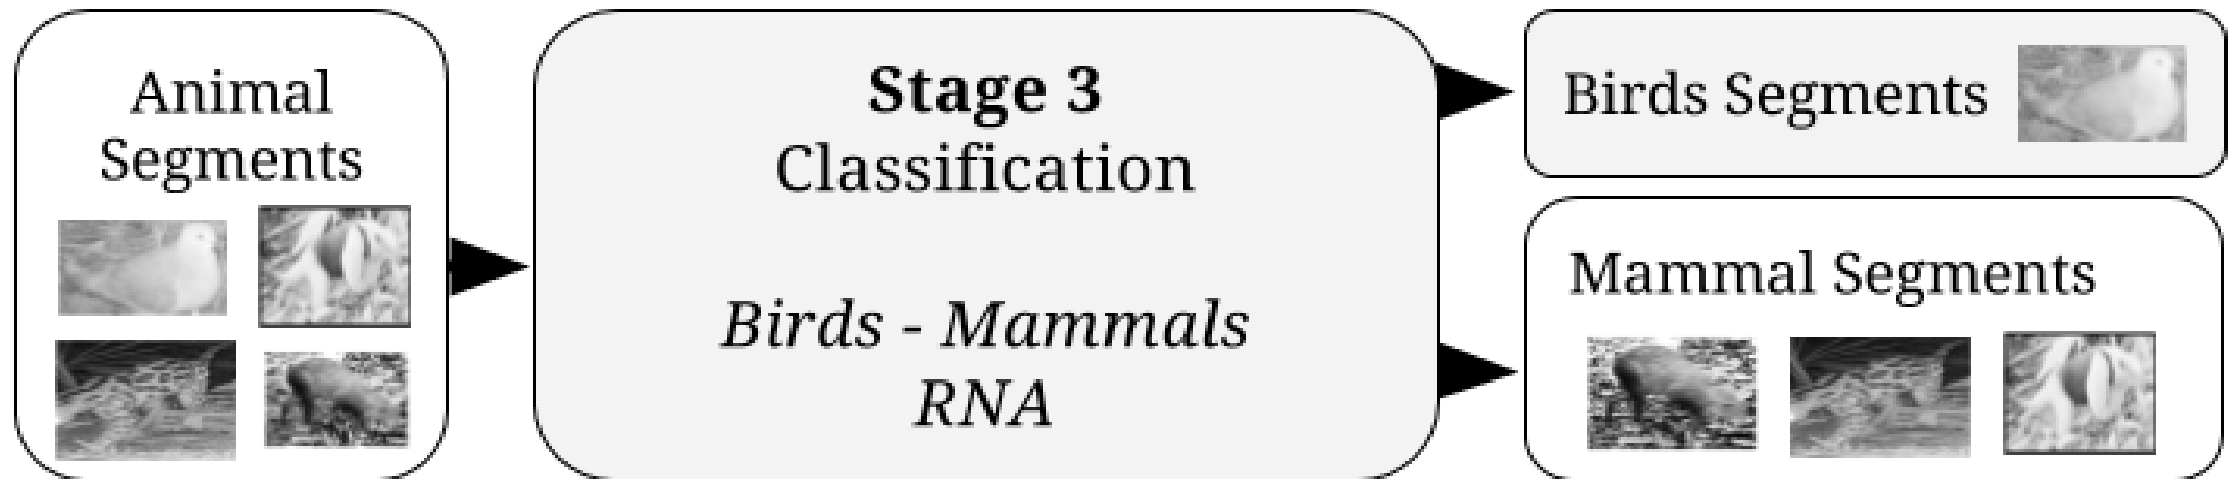 Animal
Segments
Stage 3
Classification
Birds - Mammals
RNA
Birds Segments
Mammal Segments